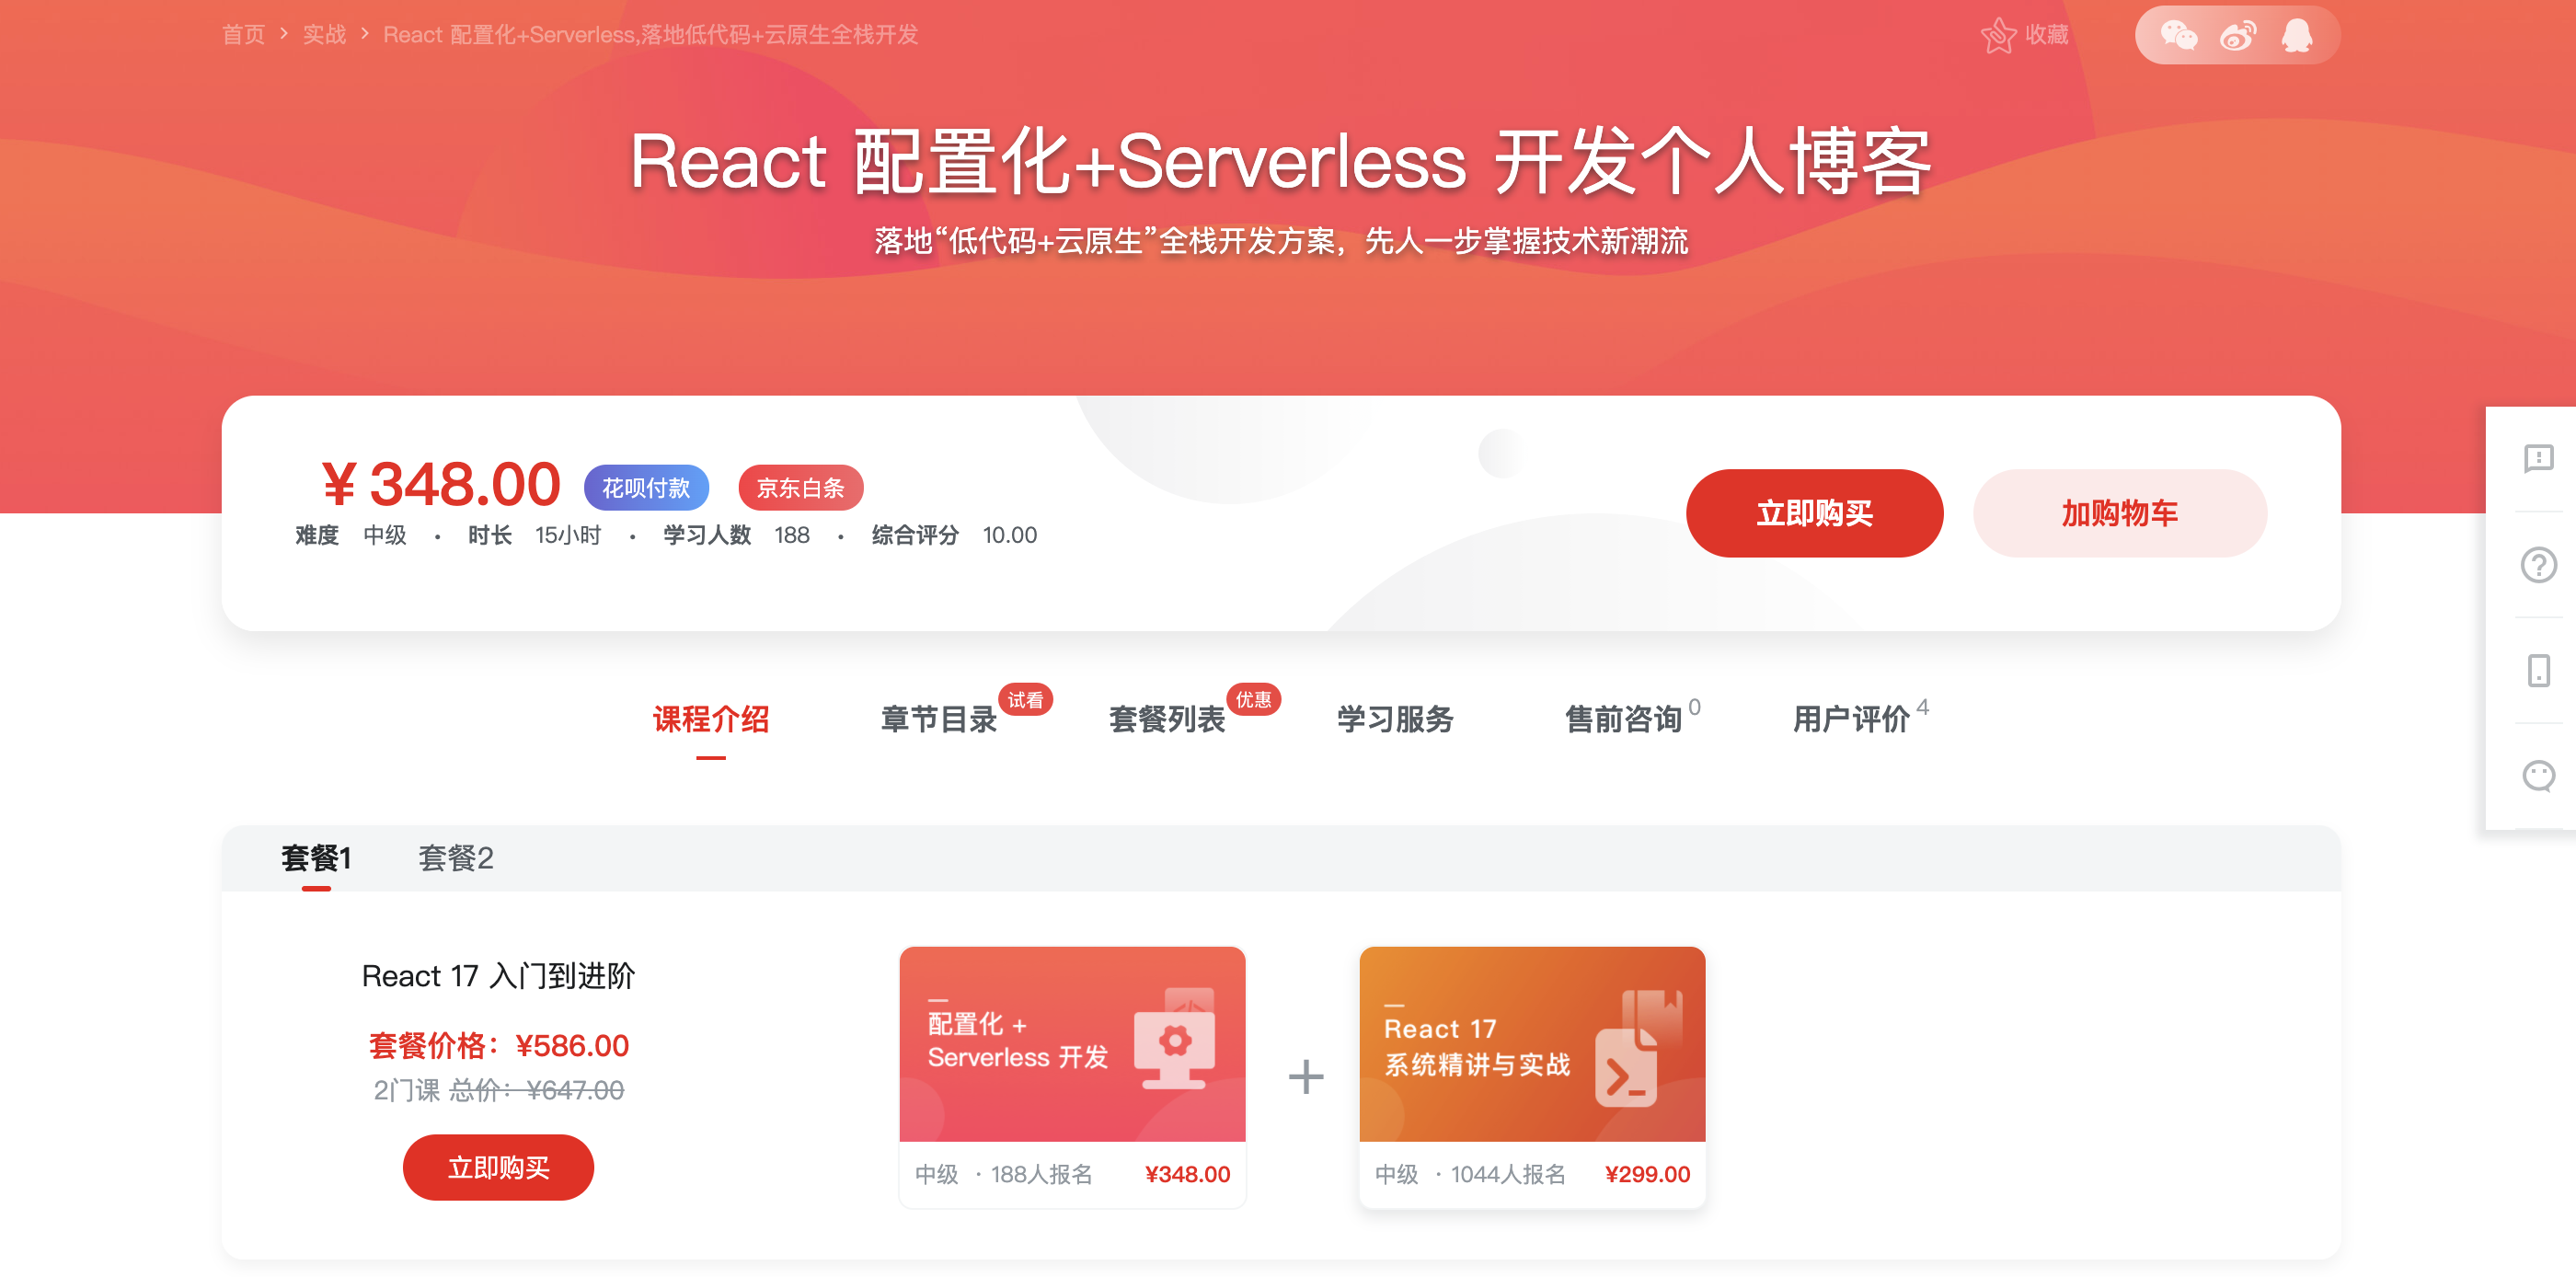 首页 > 实战 > React 配置化+Serverless,落地低代码+云原生全栈开发
收藏
React 配置化+Serverless 开发个人博客
落地“低代码+云原生”全栈开发方案，先人一步掌握技术新潮流
¥ 348.00 花呗付款 京东白条
难度 中级 · 时长 15小时 · 学习人数 188 · 综合评分 10.00
立即购买 加购物车
课程介绍 章节目录 试看 套餐列表 优惠 学习服务 售前咨询 0 用户评价 4
套餐1 套餐2
React 17 入门到进阶
套餐价格：¥586.00
2门课 总价：¥647.00
立即购买
配置化 +
Serverless 开发
中级 · 188人报名 ¥348.00
+
React 17
系统精讲与实战
中级 · 1044人报名 ¥299.00